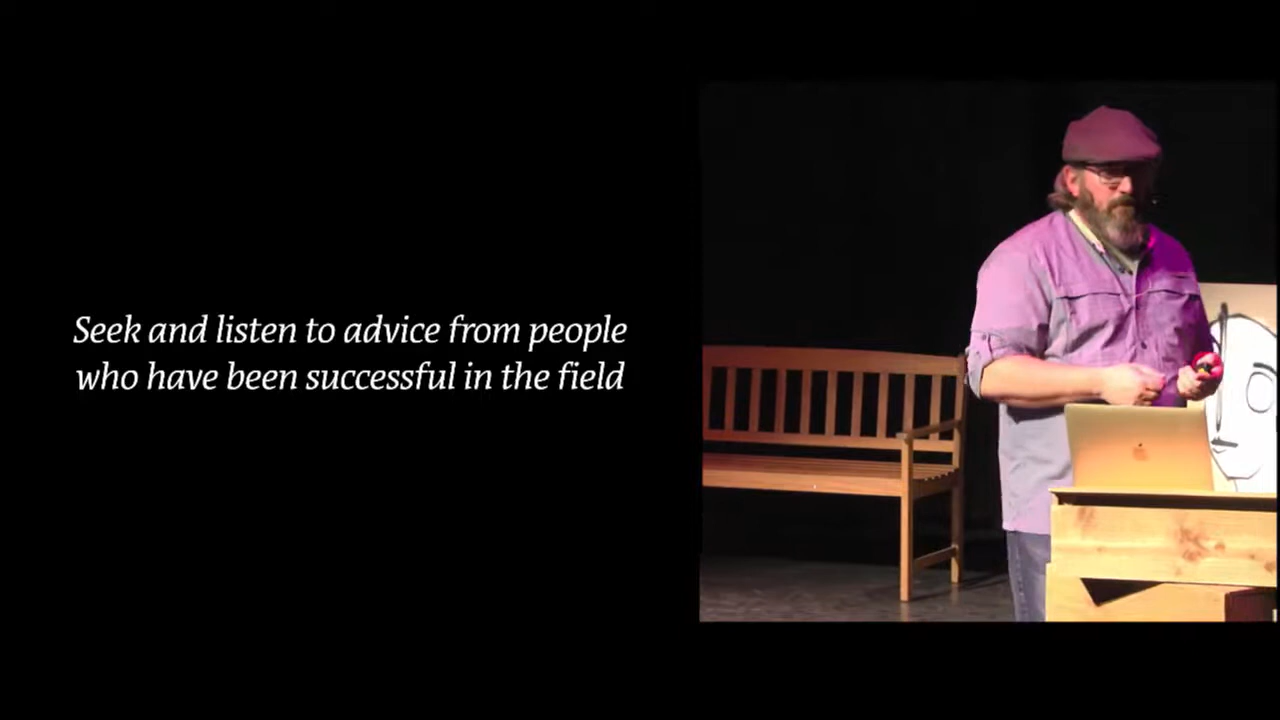 Seek and listen to advice from people
who have been successful in the field